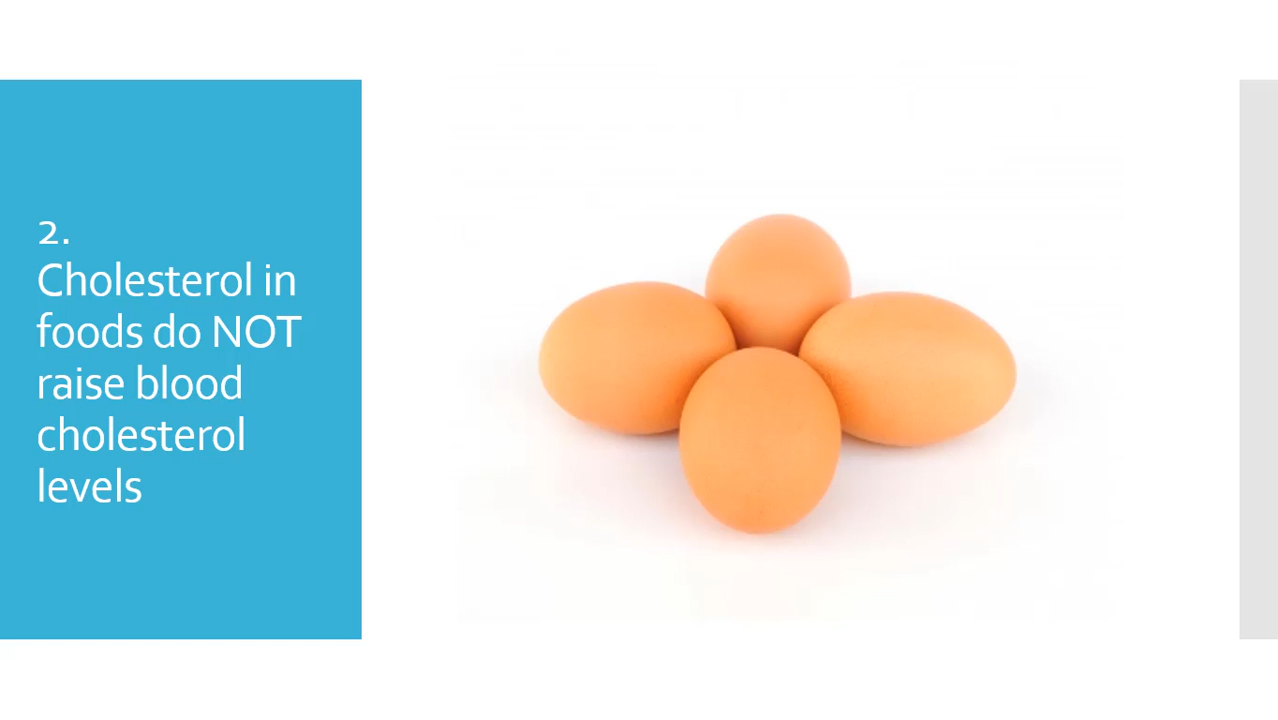 2.
Cholesterol in
foods do NOT
raise blood
cholesterol
levels